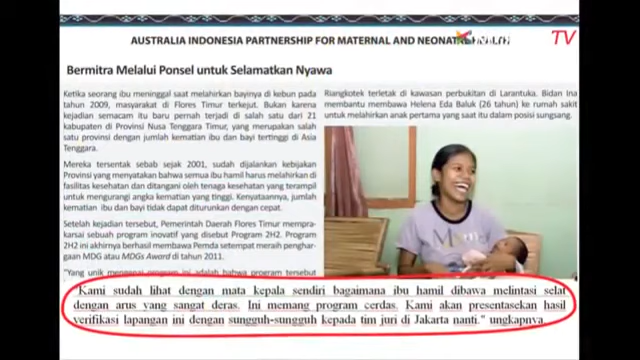 AUSTRALIA INDONESIA PARTNERSHIP FOR MATERNAL AND NEONATAL HEALTH
TV
Bermitra Melalui Ponsel untuk Selamatkan Nyawa
Ketika seorang ibu meninggal saat melahirkan bayinya di kebun pada
tahun 2009, masyarakat di Flores Timur terkejut. Bukan karena
kejadian semacam itu baru pernah terjadi di salah satu dari 21
kabupaten di Provinsi Nusa Tenggara Timur, yang merupakan salah
satu provinsi dengan jumlah kematian ibu dan bayi tertinggi di Asia
Tenggara.
Mereka tersentak sebab sejak 2001, sudah dijalankan kebijakan
Provinsi yang menyatakan bahwa semua ibu hamil harus melahirkan di
fasilitas kesehatan dan ditangani oleh tenaga kesehatan yang terampil
untuk mengurangi angka kematian yang tinggi. Kenyataannya, jumlah
kematian ibu dan bayi tidak dapat diturunkan dengan cepat.
Setelah kejadian tersebut, Pemerintah Daerah Flores Timur mempra-
karsai sebuah program inovatif yang disebut Program 2H2. Program
2H2 ini akhirnya berhasil membawa Pemda setempat meraih penghar-
gaan MDG atau MDGs Award di tahun 2011.
"Yang unik mengenai program ini adalah bahwa program tersebut
Riangkotek terletak di kawasan perbukitan di Larantuka. Bidan Ina
membantu membawa Helena Eda Baluk (26 tahun) ke rumah sakit
untuk melahirkan anak pertama yang saat itu dalam posisi sungsang.
"Kami sudah lihat dengan mata kepala sendiri bagaimana ibu hamil dibawa melintasi selat
dengan arus yang sangat deras. Ini memang program cerdas. Kami akan presentasekan hasil
verifikasi lapangan ini dengan sungguh-sungguh kepada tim juri di Jakarta nanti." ungkapnya.